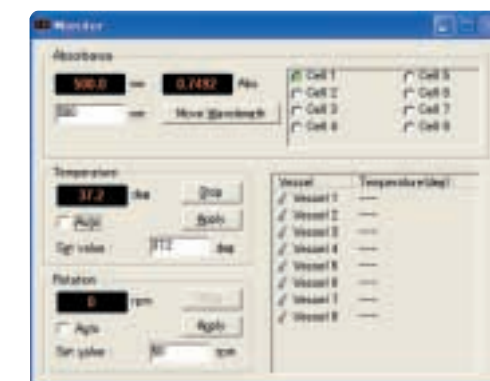 Monitor
Absorbance
500.0 nm 0.7492 Abs
500 nm Move Wavelength
Cell 1 Cell 5
Cell 2 Cell 6
Cell 3 Cell 7
Cell 4 Cell 8
Temperature
37.2 deg Stop
Auto Apply
Set value : deg
Rotation
0 rpm
Auto Apply
Set value : rpm
Vessel Temperature(deg)
Vessel 1 ----
Vessel 2 ----
Vessel 3 ----
Vessel 4 ----
Vessel 5 ----
Vessel 6 ----
Vessel 7 ----
Vessel 8 ----